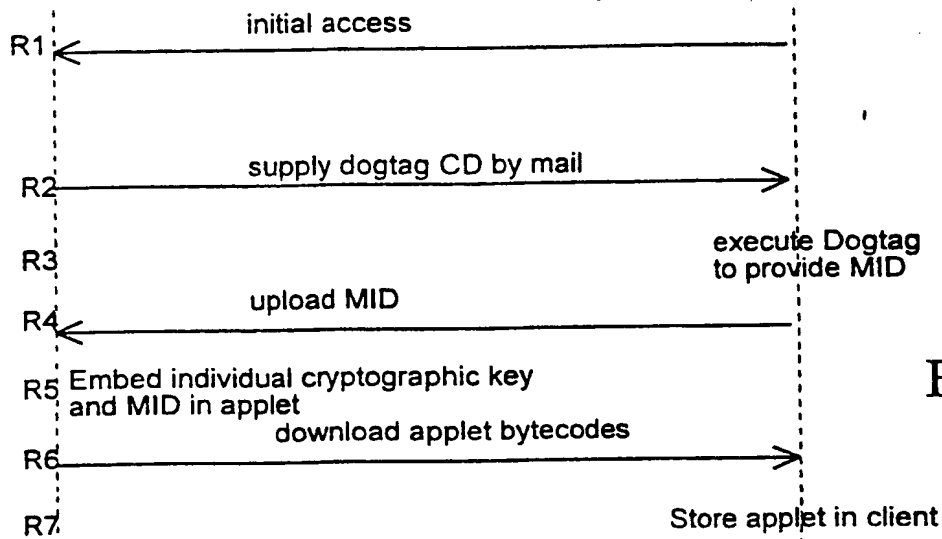 initial access
R1
supply dogtag CD by mail
R2
execute Dogtag
to provide MID
R3
upload MID
R4
R5 Embed individual cryptographic key
and MID in applet
download applet bytecodes
R6
R7 Store applet in client